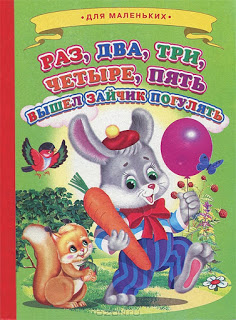 • ДЛЯ МАЛЕНЬКИХ •
РАЗ, ДВА, ТРИ,
ЧЕТЫРЕ, ПЯТЬ
ВЫШЕЛ ЗАЙЧИК ПОГУЛЯТЬ